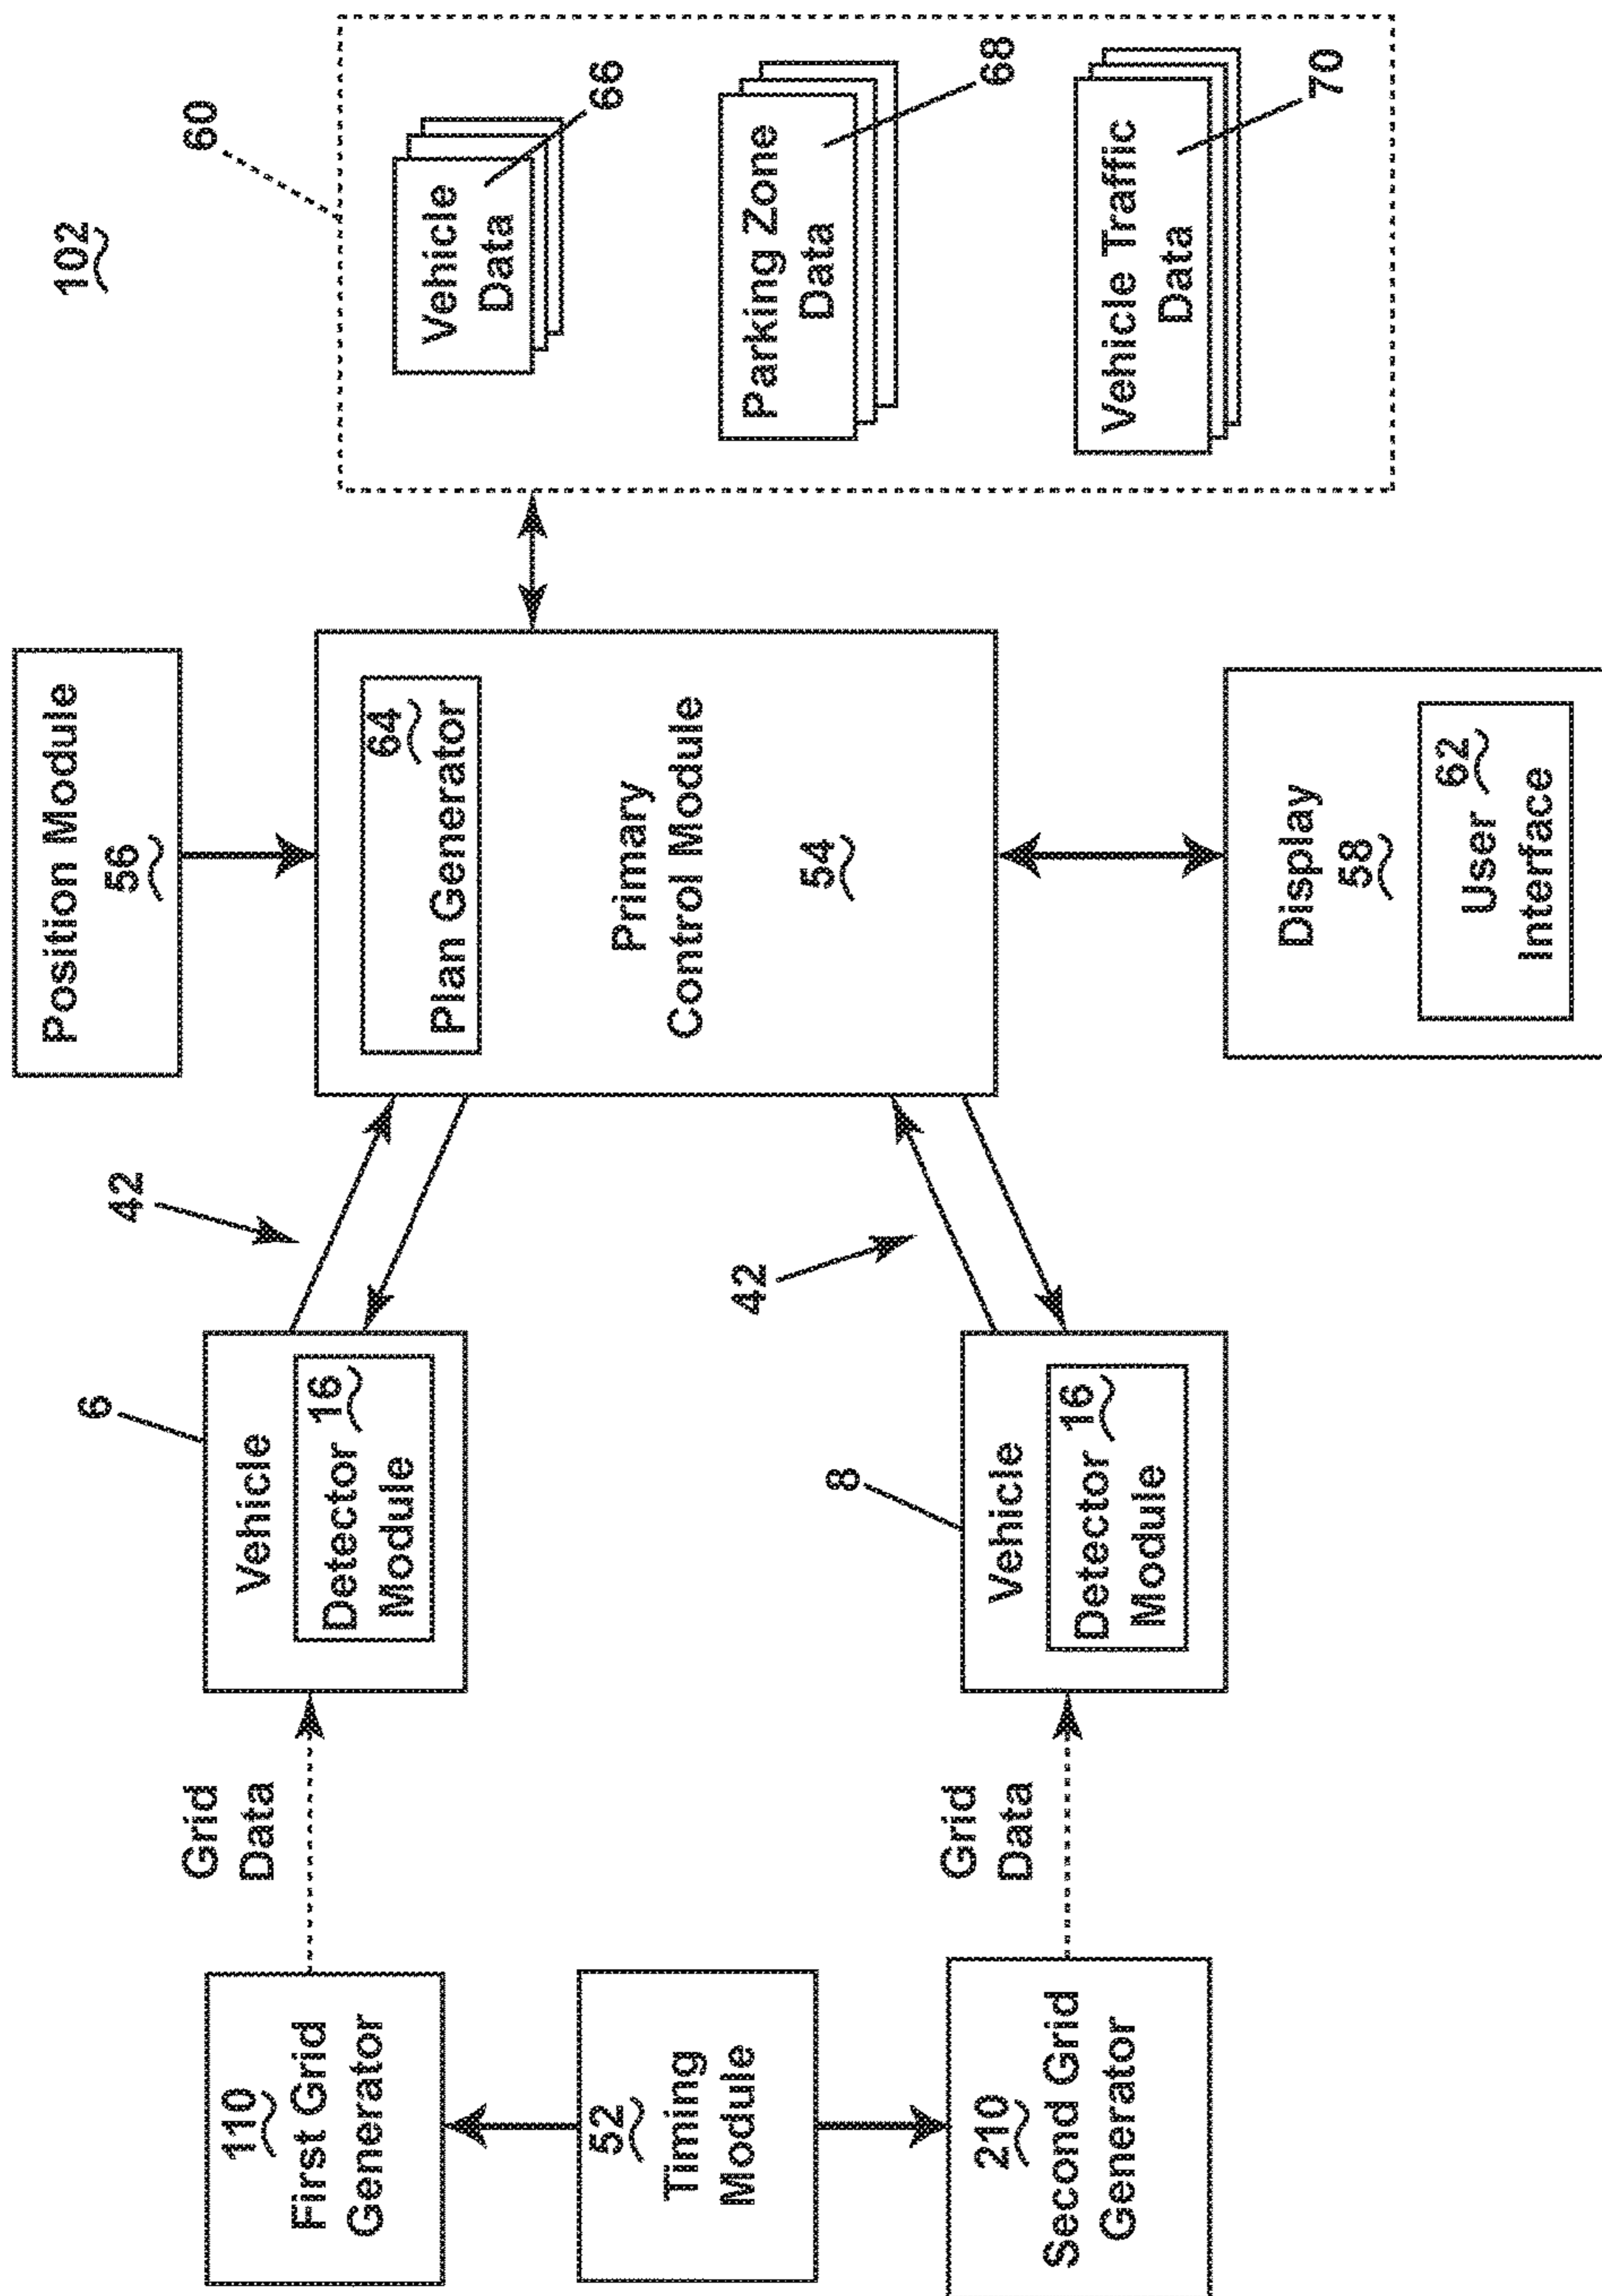 102
110
First Grid
Generator
52
Timing
Module
210
Second Grid
Generator
Grid
Data
Grid
Data
6
Vehicle
Detector 16
Module
8
Vehicle
Detector 16
Module
42
42
Position Module
56
64
Plan Generator
Primary
Control Module
54
Display
58
User 62
Interface
60
Vehicle
Data
66
Parking Zone
Data
68
Vehicle Traffic
Data
70